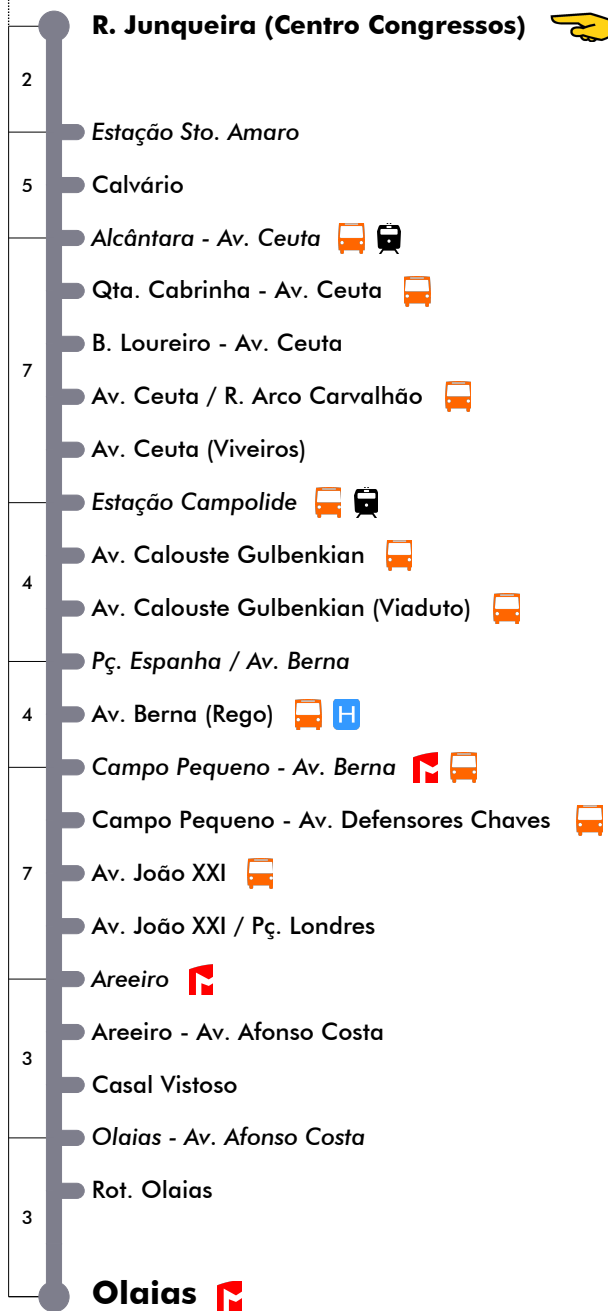 R. Junqueira (Centro Congressos)
2
Estação Sto. Amaro
5
Calvário
Alcântara - Av. Ceuta
Qta. Cabrinha - Av. Ceuta
B. Loureiro - Av. Ceuta
7
Av. Ceuta / R. Arco Carvalhão
Av. Ceuta (Viveiros)
Estação Campolide
Av. Calouste Gulbenkian
4
Av. Calouste Gulbenkian (Viaduto)
Pç. Espanha / Av. Berna
4
Av. Berna (Rego) H
Campo Pequeno - Av. Berna
Campo Pequeno - Av. Defensores Chaves
7
Av. João XXI
Av. João XXI / Pç. Londres
Areeiro
Areeiro - Av. Afonso Costa
3
Casal Vistoso
Olaias - Av. Afonso Costa
Rot. Olaias
3
Olaias